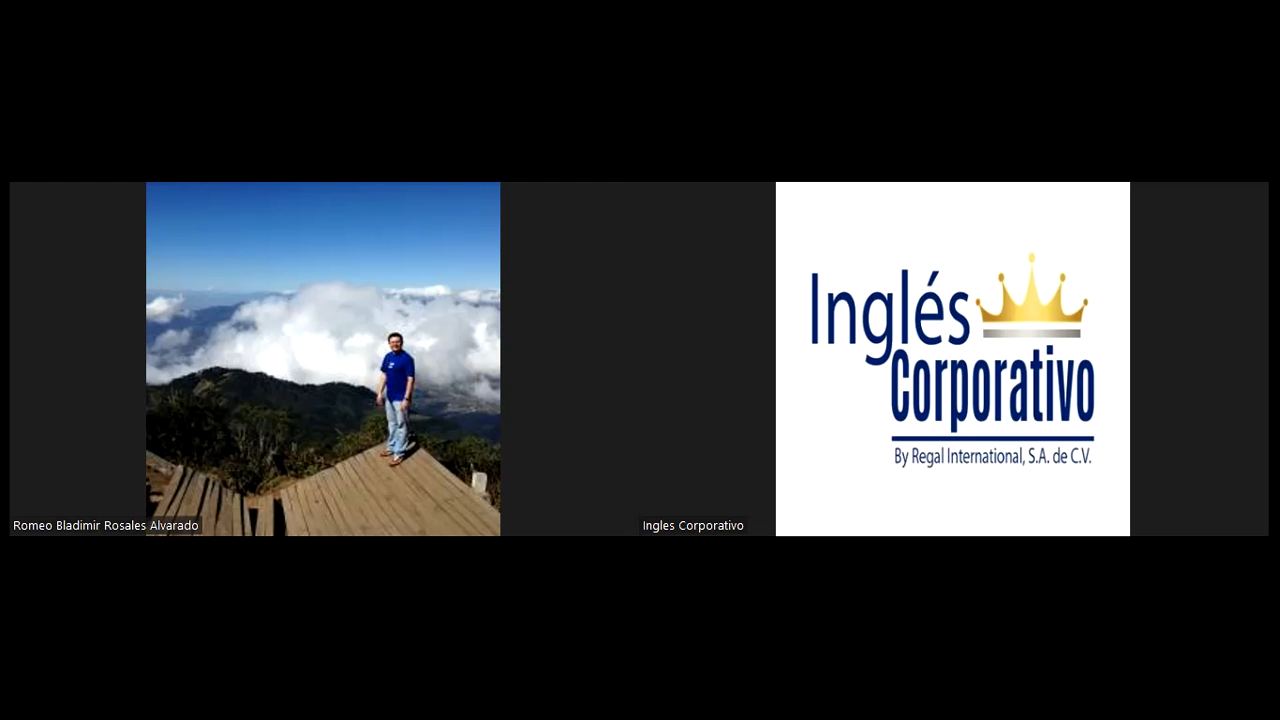 Inglés
Corporativo
By Regal International, S.A. de C.V.
Romeo Bladimir Rosales Alvarado
Ingles Corporativo